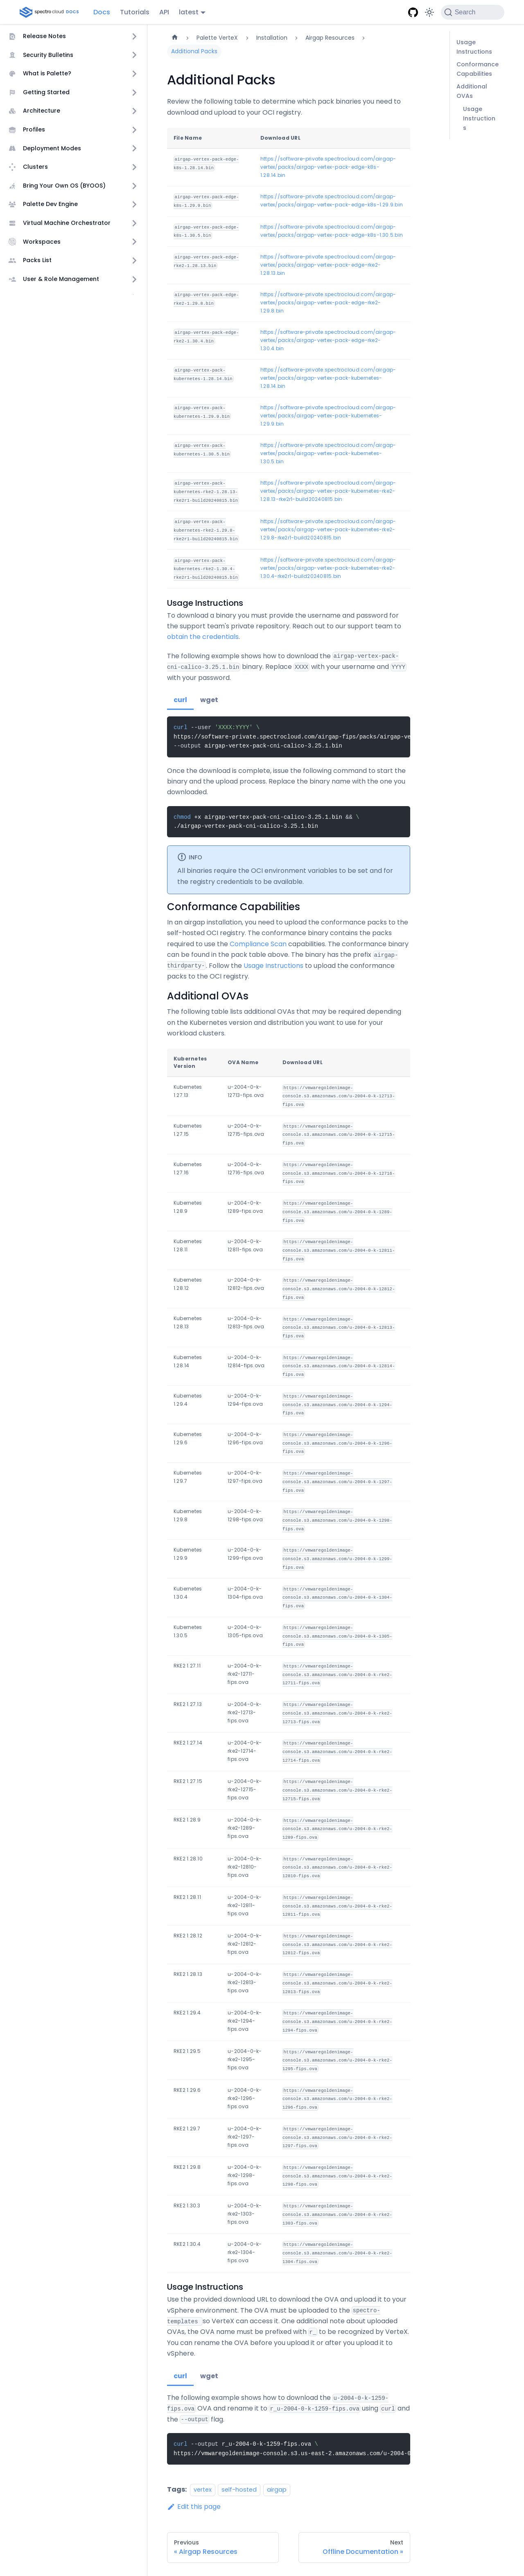 spectro cloud DOCS
Docs
Tutorials
API
latest
Search
Release Notes
Security Bulletins
What is Palette?
Getting Started
Architecture
Profiles
Deployment Modes
Clusters
Bring Your Own OS (BYOOS)
Palette Dev Engine
Virtual Machine Orchestrator
Workspaces
Packs List
User & Role Management
Palette VerteX
Installation
Airgap Resources
Additional Packs
Usage
Instructions
Conformance
Capabilities
Additional
OVAs
Usage
Instruction
s
Additional Packs
Review the following table to determine which pack binaries you need to
download and upload to your OCI registry.
File Name Download URL
airgap-vertex-pack-edge-
k8s-1.28.14.bin
https://software-private.spectrocloud.com/airgap-
vertex/packs/airgap-vertex-pack-edge-k8s-
1.28.14.bin
airgap-vertex-pack-edge-
k8s-1.29.9.bin
https://software-private.spectrocloud.com/airgap-
vertex/packs/airgap-vertex-pack-edge-k8s-1.29.9.bin
airgap-vertex-pack-edge-
k8s-1.30.5.bin
https://software-private.spectrocloud.com/airgap-
vertex/packs/airgap-vertex-pack-edge-k8s-1.30.5.bin
airgap-vertex-pack-edge-
rke2-1.28.13.bin
https://software-private.spectrocloud.com/airgap-
vertex/packs/airgap-vertex-pack-edge-rke2-
1.28.13.bin
airgap-vertex-pack-edge-
rke2-1.29.8.bin
https://software-private.spectrocloud.com/airgap-
vertex/packs/airgap-vertex-pack-edge-rke2-
1.29.8.bin
airgap-vertex-pack-edge-
rke2-1.30.4.bin
https://software-private.spectrocloud.com/airgap-
vertex/packs/airgap-vertex-pack-edge-rke2-
1.30.4.bin
airgap-vertex-pack-
kubernetes-1.28.14.bin
https://software-private.spectrocloud.com/airgap-
vertex/packs/airgap-vertex-pack-kubernetes-
1.28.14.bin
airgap-vertex-pack-
kubernetes-1.29.9.bin
https://software-private.spectrocloud.com/airgap-
vertex/packs/airgap-vertex-pack-kubernetes-
1.29.9.bin
airgap-vertex-pack-
kubernetes-1.30.5.bin
https://software-private.spectrocloud.com/airgap-
vertex/packs/airgap-vertex-pack-kubernetes-
1.30.5.bin
airgap-vertex-pack-
kubernetes-rke2-1.28.13-
rke2r1-build20240815.bin
https://software-private.spectrocloud.com/airgap-
vertex/packs/airgap-vertex-pack-kubernetes-rke2-
1.28.13-rke2r1-build20240815.bin
airgap-vertex-pack-
kubernetes-rke2-1.29.8-
rke2r1-build20240815.bin
https://software-private.spectrocloud.com/airgap-
vertex/packs/airgap-vertex-pack-kubernetes-rke2-
1.29.8-rke2r1-build20240815.bin
airgap-vertex-pack-
kubernetes-rke2-1.30.4-
rke2r1-build20240815.bin
https://software-private.spectrocloud.com/airgap-
vertex/packs/airgap-vertex-pack-kubernetes-rke2-
1.30.4-rke2r1-build20240815.bin
Usage Instructions
To download a binary you must provide the username and password for
the support team's private repository. Reach out to our support team to
obtain the credentials.
The following example shows how to download the airgap-vertex-pack-
cni-calico-3.25.1.bin binary. Replace XXXX with your username and YYYY
with your password.
curl wget
curl --user 'XXXX:YYYY' \
https://software-private.spectrocloud.com/airgap-fips/packs/airgap-ve
--output airgap-vertex-pack-cni-calico-3.25.1.bin
Once the download is complete, issue the following command to start the
binary and the upload process. Replace the binary name with the one you
downloaded.
chmod +x airgap-vertex-pack-cni-calico-3.25.1.bin && \
./airgap-vertex-pack-cni-calico-3.25.1.bin
INFO
All binaries require the OCI environment variables to be set and for
the registry credentials to be available.
Conformance Capabilities
In an airgap environment, you need to upload the conformance packs to the
self-hosted OCI registry. The conformance binary contains the packs
required to use the Compliance Scan capabilities. The conformance binary
can be found in the pack table above. The binary has the prefix airgap-
thirdparty-. Follow the Usage Instructions to upload the conformance
packs to the OCI registry.
Additional OVAs
The following table lists additional OVAs that may be required depending
on the Kubernetes version and distribution you want to use for your
workload clusters.
Kubernetes
Version
OVA Name Download URL
Kubernetes
1.27.13
u-2004-0-k-
12713-fips.ova
https://vmwaregoldenimage-
console.s3.amazonaws.com/u-2004-0-k-12713-
fips.ova
Kubernetes
1.27.15
u-2004-0-k-
12715-fips.ova
https://vmwaregoldenimage-
console.s3.amazonaws.com/u-2004-0-k-12715-
fips.ova
Kubernetes
1.27.16
u-2004-0-k-
12716-fips.ova
https://vmwaregoldenimage-
console.s3.amazonaws.com/u-2004-0-k-12716-
fips.ova
Kubernetes
1.28.9
u-2004-0-k-
1289-fips.ova
https://vmwaregoldenimage-
console.s3.amazonaws.com/u-2004-0-k-1289-
fips.ova
Kubernetes
1.28.11
u-2004-0-k-
12811-fips.ova
https://vmwaregoldenimage-
console.s3.amazonaws.com/u-2004-0-k-12811-
fips.ova
Kubernetes
1.28.12
u-2004-0-k-
12812-fips.ova
https://vmwaregoldenimage-
console.s3.amazonaws.com/u-2004-0-k-12812-
fips.ova
Kubernetes
1.28.13
u-2004-0-k-
12813-fips.ova
https://vmwaregoldenimage-
console.s3.amazonaws.com/u-2004-0-k-12813-
fips.ova
Kubernetes
1.28.14
u-2004-0-k-
12814-fips.ova
https://vmwaregoldenimage-
console.s3.amazonaws.com/u-2004-0-k-12814-
fips.ova
Kubernetes
1.29.4
u-2004-0-k-
1294-fips.ova
https://vmwaregoldenimage-
console.s3.amazonaws.com/u-2004-0-k-1294-
fips.ova
Kubernetes
1.29.6
u-2004-0-k-
1296-fips.ova
https://vmwaregoldenimage-
console.s3.amazonaws.com/u-2004-0-k-1296-
fips.ova
Kubernetes
1.29.7
u-2004-0-k-
1297-fips.ova;
https://vmwaregoldenimage-
console.s3.amazonaws.com/u-2004-0-k-1297-
fips.ova
Kubernetes
1.29.8
u-2004-0-k-
1298-fips.ova
https://vmwaregoldenimage-
console.s3.amazonaws.com/u-2004-0-k-1298-
fips.ova
Kubernetes
1.29.9
u-2004-0-k-
1299-fips.ova
https://vmwaregoldenimage-
console.s3.amazonaws.com/u-2004-0-k-1299-
fips.ova
Kubernetes
1.30.4
u-2004-0-k-
1304-fips.ova
https://vmwaregoldenimage-
console.s3.amazonaws.com/u-2004-0-k-1304-
fips.ova
Kubernetes
1.30.5
u-2004-0-k-
1305-fips.ova
https://vmwaregoldenimage-
console.s3.amazonaws.com/u-2004-0-k-1305-
fips.ova
RKE2 1.27.11
u-2004-0-k-
rke2-12711-
fips.ova
https://vmwaregoldenimage-
console.s3.amazonaws.com/u-2004-0-k-rke2-
12711-fips.ova
RKE2 1.27.13
u-2004-0-k-
rke2-12713-
fips.ova
https://vmwaregoldenimage-
console.s3.amazonaws.com/u-2004-0-k-rke2-
12713-fips.ova
RKE2 1.27.14
u-2004-0-k-
rke2-12714-
fips.ova
https://vmwaregoldenimage-
console.s3.amazonaws.com/u-2004-0-k-rke2-
12714-fips.ova
RKE2 1.27.15
u-2004-0-k-
rke2-12715-
fips.ova
https://vmwaregoldenimage-
console.s3.amazonaws.com/u-2004-0-k-rke2-
12715-fips.ova
RKE2 1.28.9
u-2004-0-k-
rke2-1289-
fips.ova
https://vmwaregoldenimage-
console.s3.amazonaws.com/u-2004-0-k-rke2-
1289-fips.ova
RKE2 1.28.10
u-2004-0-k-
rke2-12810-
fips.ova
https://vmwaregoldenimage-
console.s3.amazonaws.com/u-2004-0-k-rke2-
12810-fips.ova
RKE2 1.28.11
u-2004-0-k-
rke2-12811-
fips.ova
https://vmwaregoldenimage-
console.s3.amazonaws.com/u-2004-0-k-rke2-
12811-fips.ova
RKE2 1.28.12
u-2004-0-k-
rke2-12812-
fips.ova
https://vmwaregoldenimage-
console.s3.amazonaws.com/u-2004-0-k-rke2-
12812-fips.ova
RKE2 1.28.13
u-2004-0-k-
rke2-12813-
fips.ova
https://vmwaregoldenimage-
console.s3.amazonaws.com/u-2004-0-k-rke2-
12813-fips.ova
RKE2 1.29.4
u-2004-0-k-
rke2-1294-
fips.ova
https://vmwaregoldenimage-
console.s3.amazonaws.com/u-2004-0-k-rke2-
1294-fips.ova
RKE2 1.29.5
u-2004-0-k-
rke2-1295-
fips.ova
https://vmwaregoldenimage-
console.s3.amazonaws.com/u-2004-0-k-rke2-
1295-fips.ova
RKE2 1.29.6
u-2004-0-k-
rke2-1296-
fips.ova
https://vmwaregoldenimage-
console.s3.amazonaws.com/u-2004-0-k-rke2-
1296-fips.ova
RKE2 1.29.7
u-2004-0-k-
rke2-1297-
fips.ova
https://vmwaregoldenimage-
console.s3.amazonaws.com/u-2004-0-k-rke2-
1297-fips.ova
RKE2 1.29.8
u-2004-0-k-
rke2-1298-
fips.ova
https://vmwaregoldenimage-
console.s3.amazonaws.com/u-2004-0-k-rke2-
1298-fips.ova
RKE2 1.30.3
u-2004-0-k-
rke2-1303-
fips.ova
https://vmwaregoldenimage-
console.s3.amazonaws.com/u-2004-0-k-rke2-
1303-fips.ova
RKE2 1.30.4
u-2004-0-k-
rke2-1304-
fips.ova
https://vmwaregoldenimage-
console.s3.amazonaws.com/u-2004-0-k-rke2-
1304-fips.ova
Usage Instructions
Use the provided download URL to download the OVA and upload it to your
vSphere environment. The OVA must be uploaded to the spectro-
templates so VerteX can access it. One additional note about uploaded
OVAs, the OVA name must be prefixed with r_ to be recognized by VerteX.
You can rename the OVA before you upload it or after you upload it to
vSphere.
curl wget
The following example shows how to download the u-2004-0-k-1259-
fips.ova OVA and rename it to r_u-2004-0-k-1259-fips.ova using curl and
the --output flag.
curl --output r_u-2004-0-k-1259-fips.ova \
https://vmwaregoldenimage-console.s3.us-east-2.amazonaws.com/u-2004-0
Tags: vertex self-hosted airgap
Edit this page
Previous
« Airgap Resources
Next
Offline Documentation »